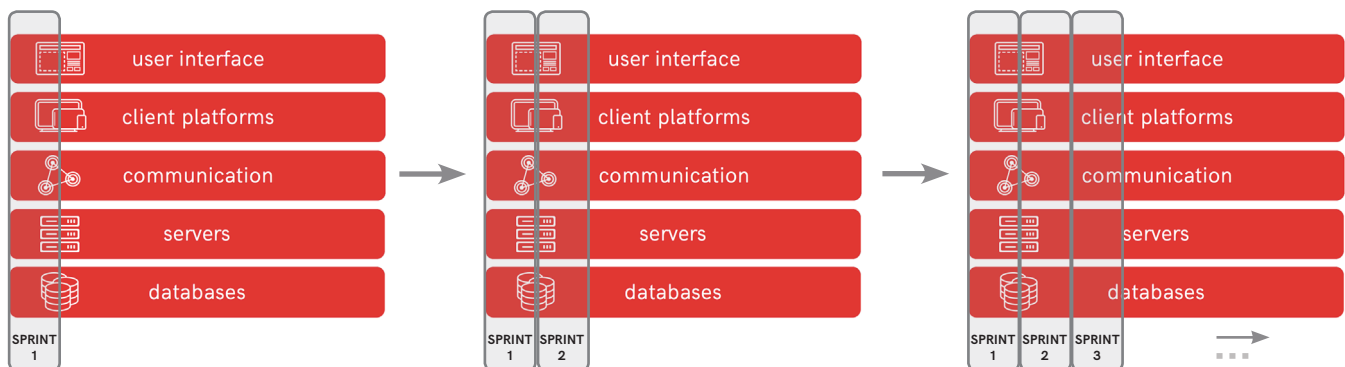 user interface
client platforms
communication
servers
databases
SPRINT
1
user interface
client platforms
communication
servers
databases
SPRINT
1
SPRINT
2
user interface
client platforms
communication
servers
databases
SPRINT
1
SPRINT
2
SPRINT
3